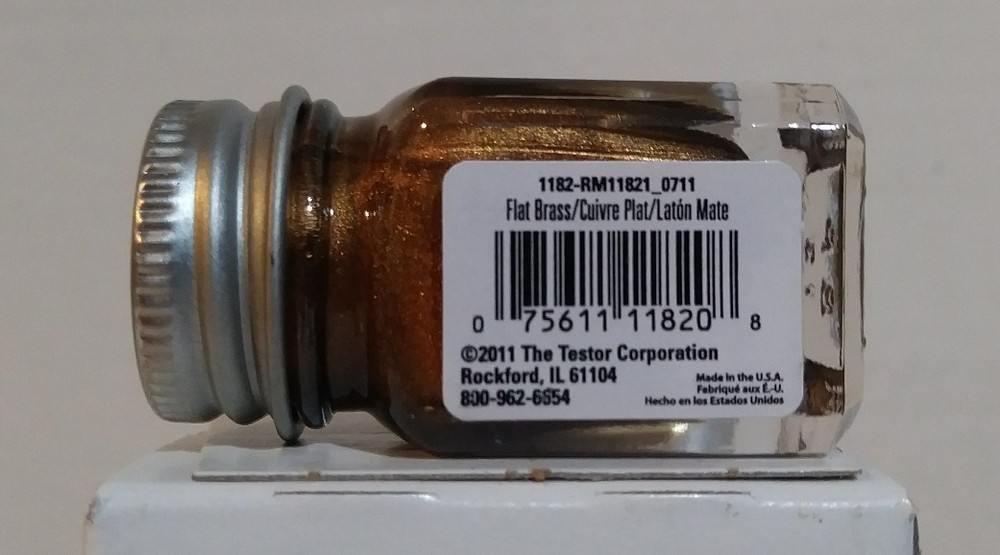 1182-RM11821_0711
Flat Brass/Cuivre Plat/Latón Mate
0 75611 11820 8
©2011 The Testor Corporation
Rockford, IL 61104
800-962-6654
Made in the U.S.A.
Fabriqué aux É.-U.
Hecho en los Estados Unidos